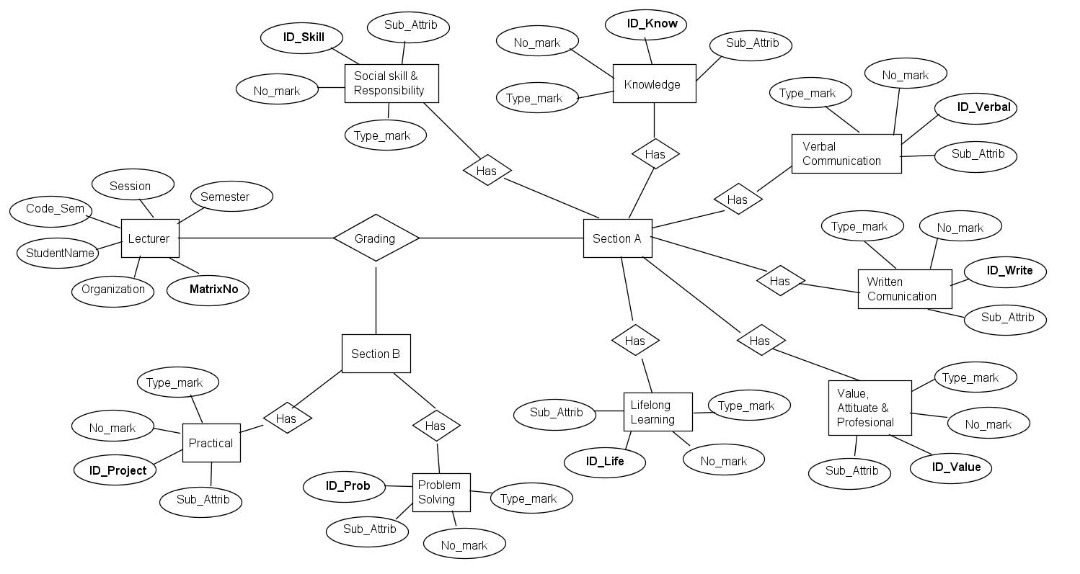 ID_Skill
Sub_Attrib
No_mark
Social skill &
Responsibility
Type_mark
Has
No_mark
ID_Know
Sub_Attrib
Type_mark
Knowledge
Has
Type_mark
No_mark
ID_Verbal
Verbal
Communication
Sub_Attrib
Has
Session
Semester
Code_Sem
StudentName
Lecturer
Organization
MatrixNo
Grading
Section A
Type_mark
No_mark
ID_Write
Has
Written
Comunication
Sub_Attrib
Section B
Has
Has
Type_mark
No_mark
ID_Project
Practical
Sub_Attrib
Has
Has
ID_Prob
Problem
Solving
Type_mark
Sub_Attrib
No_mark
Sub_Attrib
Lifelong
Learning
Type_mark
ID_Life
No_mark
Value,
Attituate &
Profesional
Type_mark
No_mark
Sub_Attrib
ID_Value